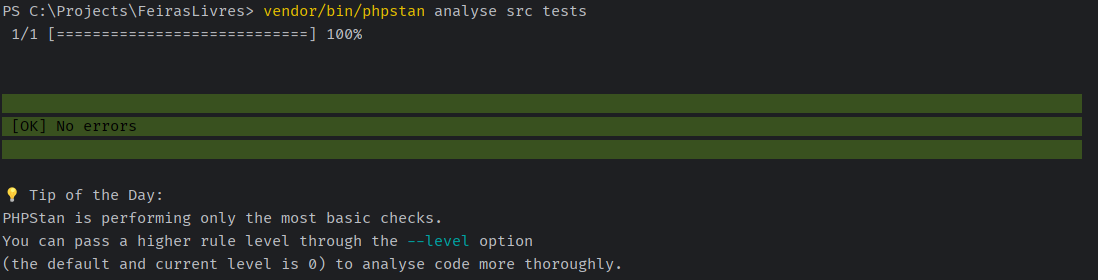 PS C:\Projects\FeirasLivres> vendor/bin/phpstan analyse src tests
1/1 [============================] 100%
[OK] No errors
💡 Tip of the Day:
PHPStan is performing only the most basic checks.
You can pass a higher rule level through the --level option
(the default and current level is 0) to analyse code more thoroughly.